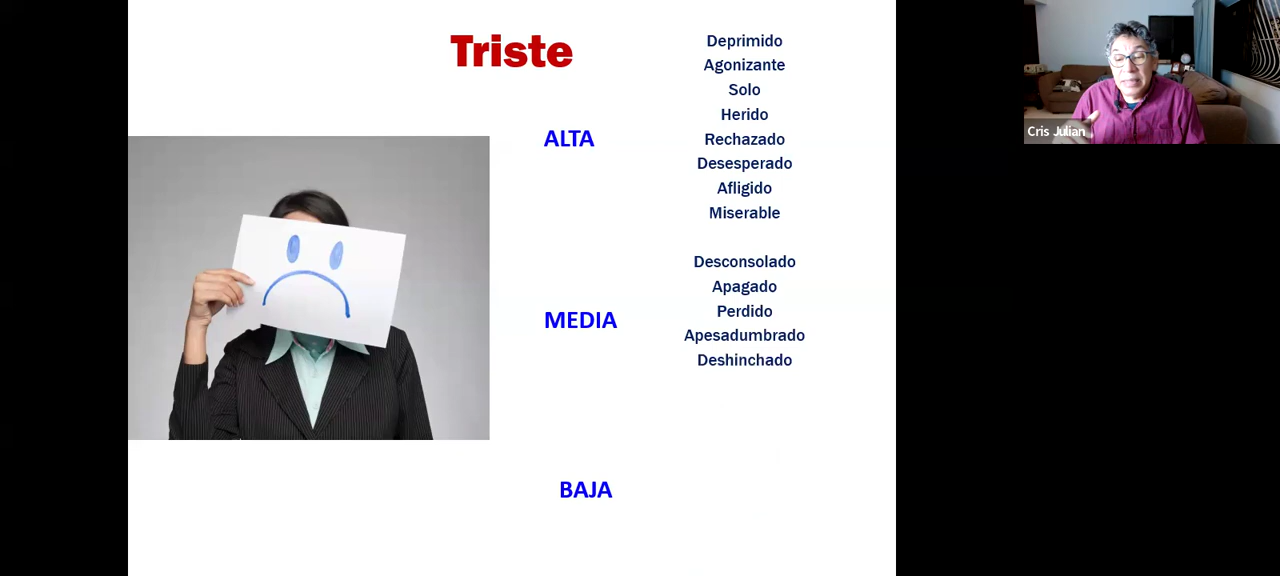 Triste
ALTA
Deprimido
Agonizante
Solo
Herido
Rechazado
Desesperado
Afligido
Miserable
MEDIA
Desconsolado
Apagado
Perdido
Apesadumbrado
Deshinchado
BAJA
Cris Julian